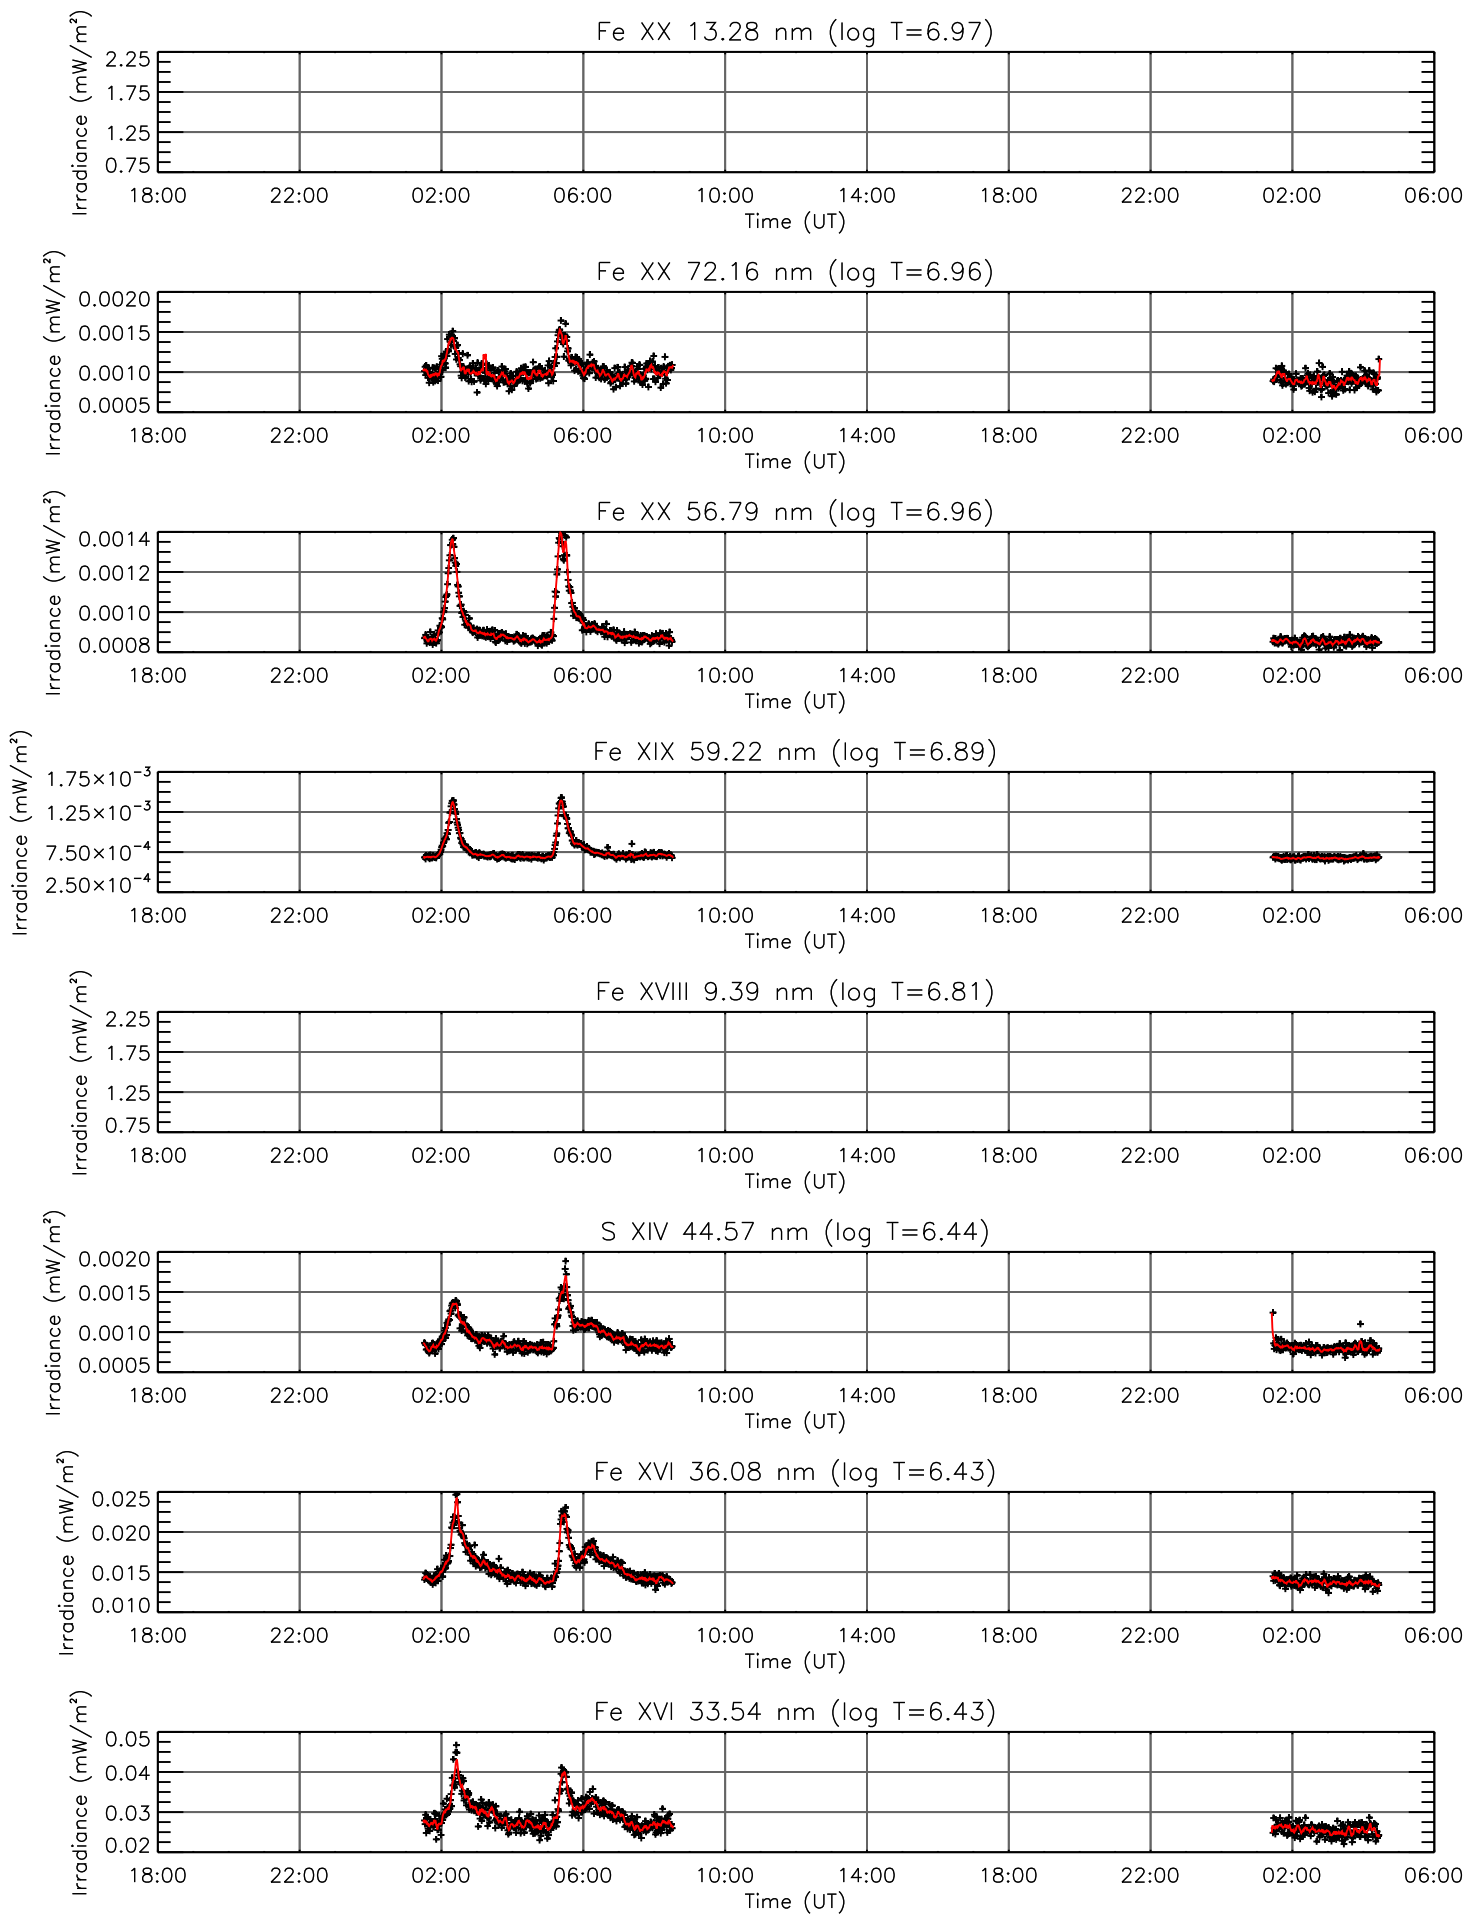 Fe XX 13.28 nm (log T=6.97)
Irradiance (mW/m²)
2.25
1.75
1.25
0.75
18:00 22:00 02:00 06:00 10:00 14:00 18:00 22:00 02:00 06:00
Time (UT)
Fe XX 72.16 nm (log T=6.96)
Irradiance (mW/m²)
0.0020
0.0015
0.0010
0.0005
18:00 22:00 02:00 06:00 10:00 14:00 18:00 22:00 02:00 06:00
Time (UT)
Fe XX 56.79 nm (log T=6.96)
Irradiance (mW/m²)
0.0014
0.0012
0.0010
0.0008
18:00 22:00 02:00 06:00 10:00 14:00 18:00 22:00 02:00 06:00
Time (UT)
Fe XIX 59.22 nm (log T=6.89)
Irradiance (mW/m²)
1.75×10⁻³
1.25×10⁻³
7.50×10⁻⁴
2.50×10⁻⁴
18:00 22:00 02:00 06:00 10:00 14:00 18:00 22:00 02:00 06:00
Time (UT)
Fe XVIII 9.39 nm (log T=6.81)
Irradiance (mW/m²)
2.25
1.75
1.25
0.75
18:00 22:00 02:00 06:00 10:00 14:00 18:00 22:00 02:00 06:00
Time (UT)
S XIV 44.57 nm (log T=6.44)
Irradiance (mW/m²)
0.0020
0.0015
0.0010
0.0005
18:00 22:00 02:00 06:00 10:00 14:00 18:00 22:00 02:00 06:00
Time (UT)
Fe XVI 36.08 nm (log T=6.43)
Irradiance (mW/m²)
0.025
0.020
0.015
0.010
18:00 22:00 02:00 06:00 10:00 14:00 18:00 22:00 02:00 06:00
Time (UT)
Fe XVI 33.54 nm (log T=6.43)
Irradiance (mW/m²)
0.05
0.04
0.03
0.02
18:00 22:00 02:00 06:00 10:00 14:00 18:00 22:00 02:00 06:00
Time (UT)